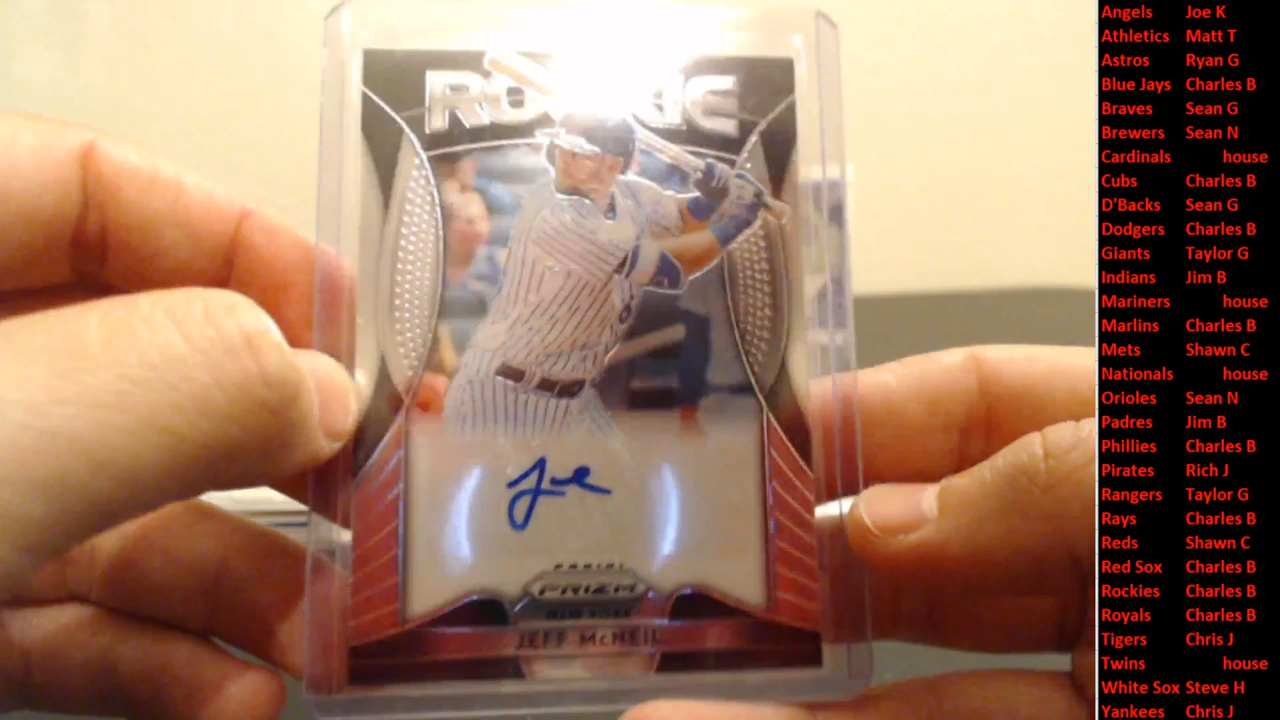 ROOKIE
PANINI
PRIZM
NEW YORK
JEFF McNEIL
Angels Joe K
Athletics Matt T
Astros Ryan G
Blue Jays Charles B
Braves Sean G
Brewers Sean N
Cardinals house
Cubs Charles B
D'Backs Sean G
Dodgers Charles B
Giants Taylor G
Indians Jim B
Mariners house
Marlins Charles B
Mets Shawn C
Nationals house
Orioles Sean N
Padres Jim B
Phillies Charles B
Pirates Rich J
Rangers Taylor G
Rays Charles B
Reds Shawn C
Red Sox Charles B
Rockies Charles B
Royals Charles B
Tigers Chris J
Twins house
White Sox Steve H
Yankees Chris J